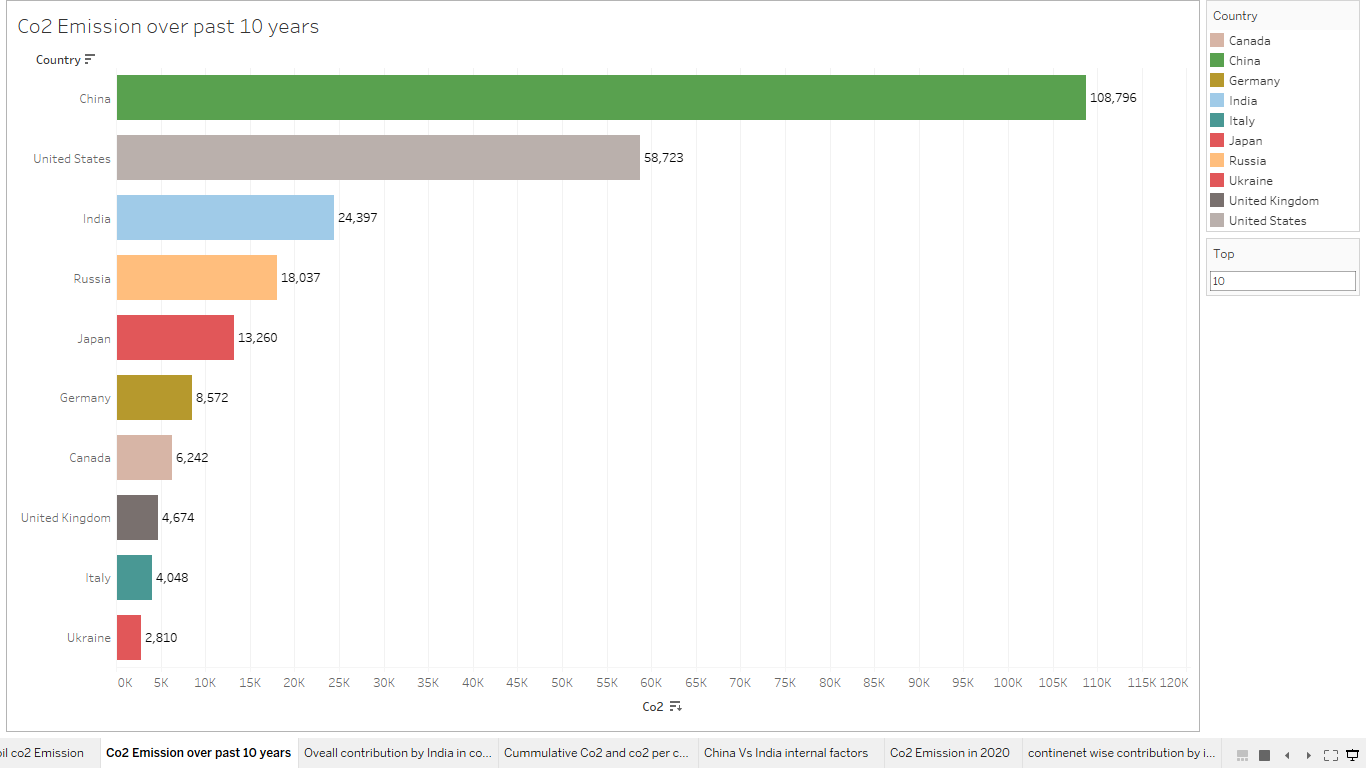 Co2 Emission over past 10 years
Country
China 108,796
United States 58,723
India 24,397
Russia 18,037
Japan 13,260
Germany 8,572
Canada 6,242
United Kingdom 4,674
Italy 4,048
Ukraine 2,810
0K 5K 10K 15K 20K 25K 30K 35K 40K 45K 50K 55K 60K 65K 70K 75K 80K 85K 90K 95K 100K 105K 110K 115K 120K
Co2
Country
Canada
China
Germany
India
Italy
Japan
Russia
Ukraine
United Kingdom
United States
Top
10
oil co2 Emission Co2 Emission over past 10 years Oveall contribution by India in co... Cummulative Co2 and co2 per c... China Vs India internal factors Co2 Emission in 2020 continenet wise contribution by i...